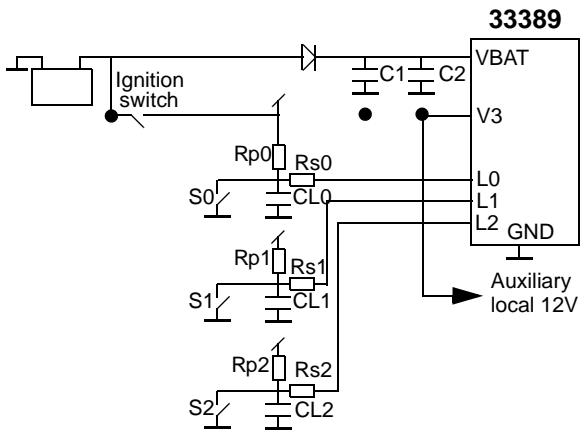 33389
VBAT
C1
C2
Ignition
switch
V3
Rp0
Rs0
L0
S0
CL0
L1
L2
GND
Rp1
Rs1
S1
CL1
Auxiliary
local 12V
Rp2
Rs2
S2
CL2